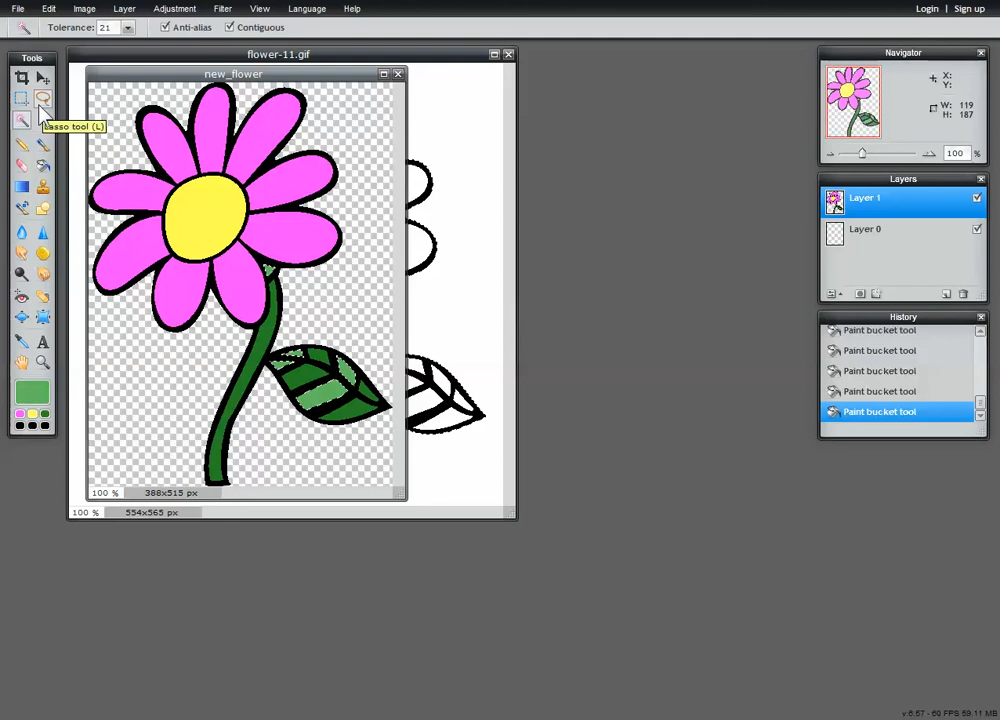 File Edit Image Layer Adjustment Filter View Language Help Login Sign up
Tolerance: 21 Anti-alias Contiguous
Tools
flower-11.gif
new_flower
Lasso tool (L)
100 % 388x515 px
100 % 554x565 px
Navigator
X:
Y:
W: 119
H: 187
100 %
Layers
Layer 1
Layer 0
History
Paint bucket tool
Paint bucket tool
Paint bucket tool
Paint bucket tool
Paint bucket tool
v:6.57 - 60 FPS 59.11 MB